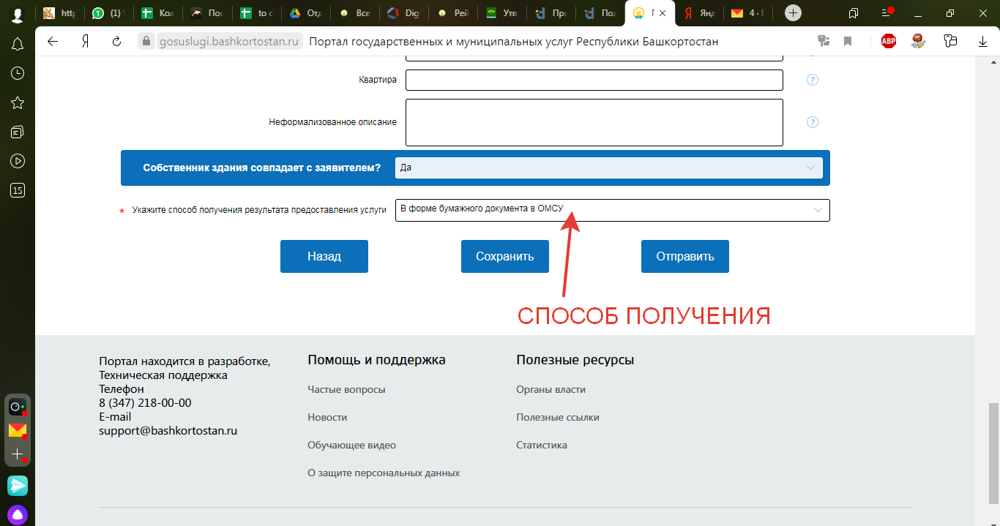 http
(1)
Кол
Пои
to c
Отд
Все
Dig
Рей
Утв
Прс
Пол
Янд
4 ·
gosuslugi.bashkortostan.ru Портал государственных и муниципальных услуг Республики Башкортостан
ABP
15
Квартира
?
Неформализованное описание
?
Собственник здания совпадает с заявителем? Да
* Укажите способ получения результата предоставления услуги В форме бумажного документа в ОМСУ
Назад Сохранить Отправить
СПОСОБ ПОЛУЧЕНИЯ
Портал находится в разработке,
Техническая поддержка
Телефон
8 (347) 218-00-00
E-mail
support@bashkortostan.ru
Помощь и поддержка
Частые вопросы
Новости
Обучающее видео
О защите персональных данных
Полезные ресурсы
Органы власти
Полезные ссылки
Статистика